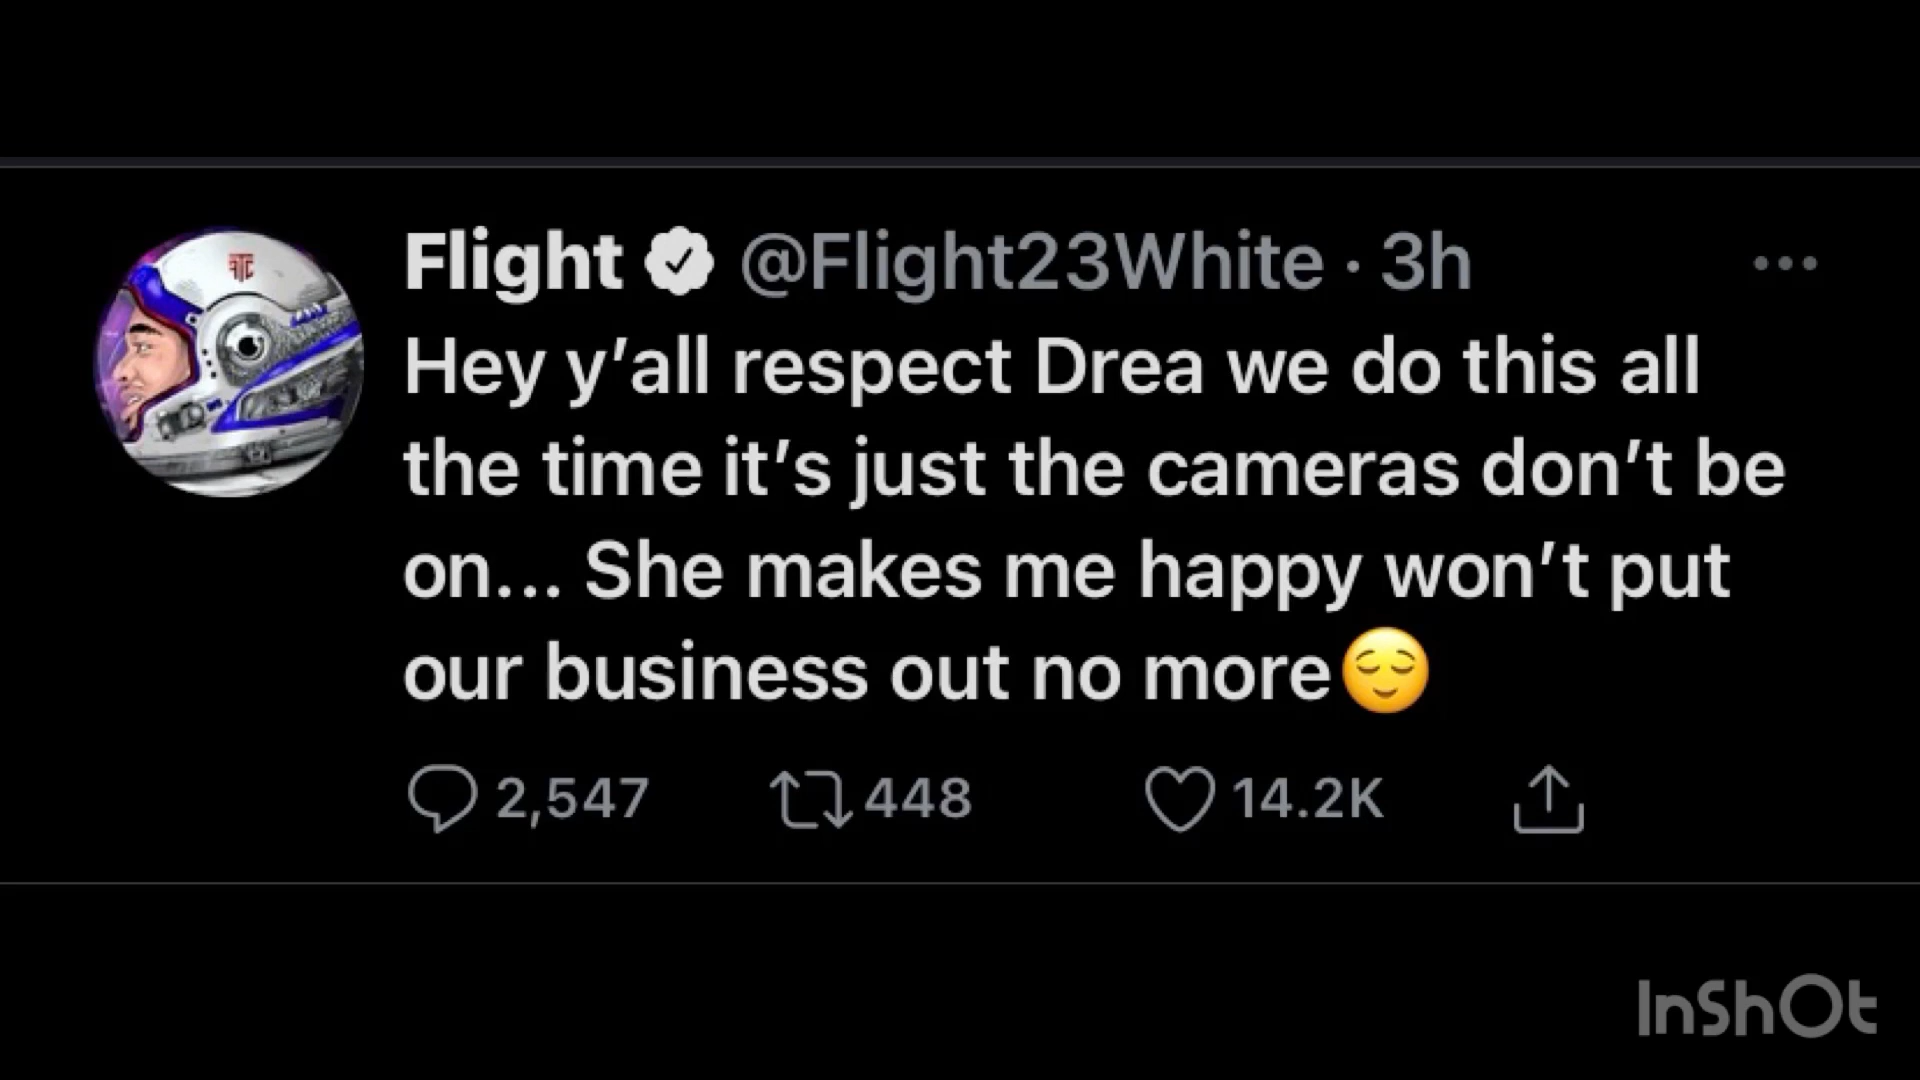 Flight @Flight23White · 3h
Hey y’all respect Drea we do this all
the time it’s just the cameras don’t be
on... She makes me happy won’t put
our business out no more😌
2,547 448 14.2K
InShOt